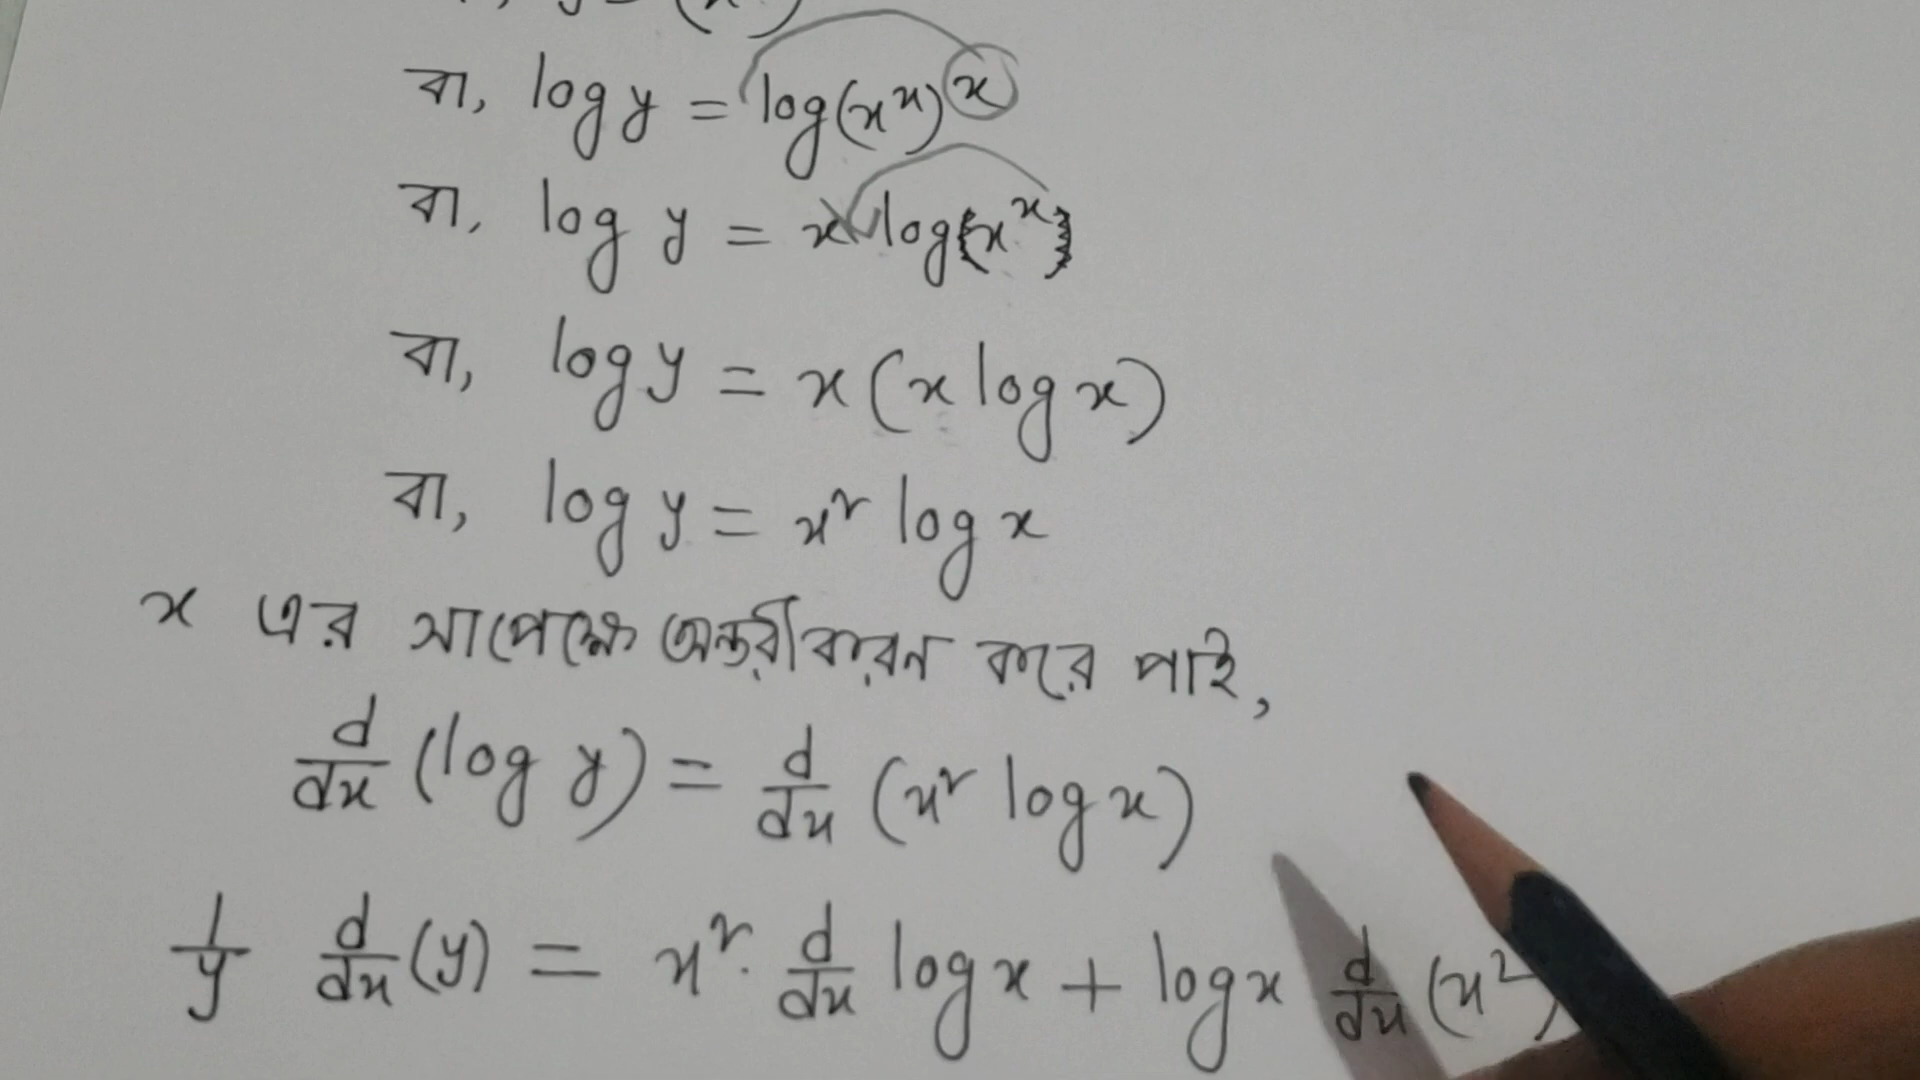 বা, log y = log(x^x)^x
বা, log y = x log{x^x}
বা, log y = x(x log x)
বা, log y = x² log x
x এর সাপেক্ষে অন্তরীকরন করে পাই,
d/dx (log y) = d/dx (x² log x)
1/y d/dx (y) = x². d/dx log x + log x d/dx (x²)